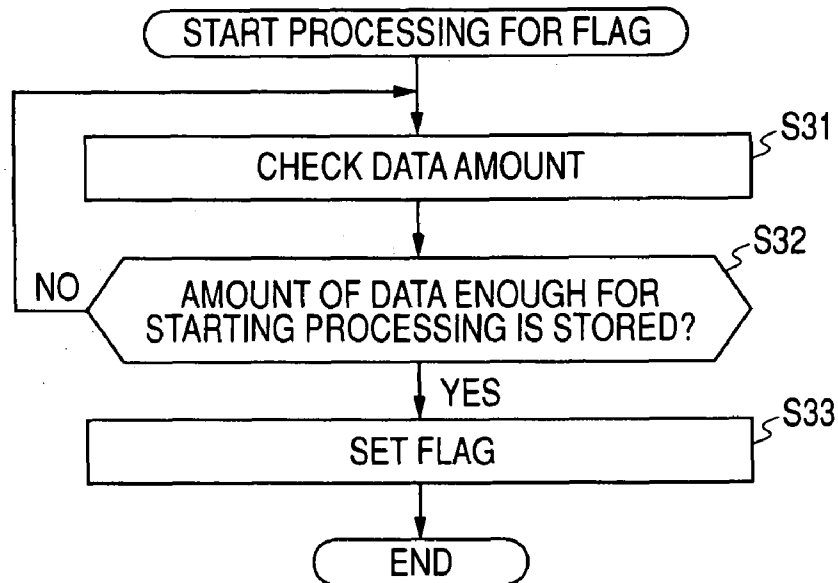 START PROCESSING FOR FLAG
S31
CHECK DATA AMOUNT
S32
NO
AMOUNT OF DATA ENOUGH FOR
STARTING PROCESSING IS STORED?
YES
S33
SET FLAG
END